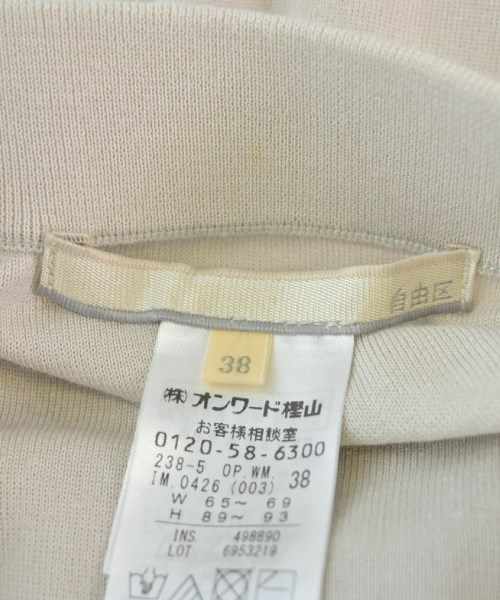 自由区
38
(株)オンワード樫山
お客様相談室
0120-58-6300
238-5 OP.WM. 38
IM.0426 (003)
W 65～ 69
H 89～ 93
INS 498890
LOT 6953219